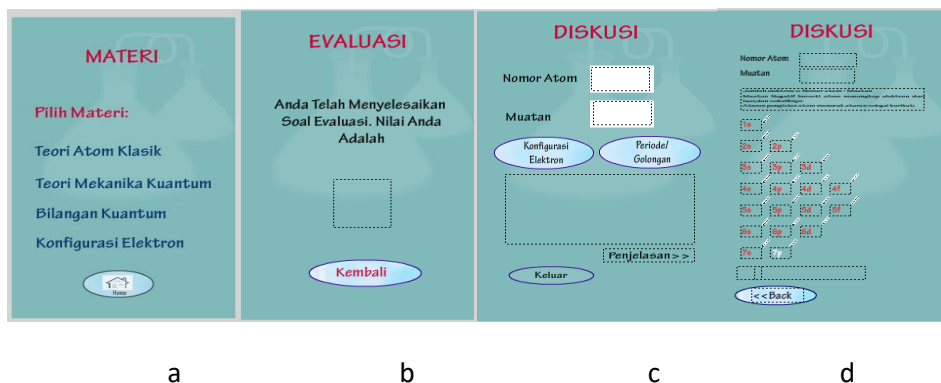 MATERI
Pilih Materi:
Teori Atom Klasik
Teori Mekanika Kuantum
Bilangan Kuantum
Konfigurasi Elektron
Home
EVALUASI
Anda Telah Menyelesaikan
Soal Evaluasi. Nilai Anda
Adalah
Kembali
DISKUSI
Nomor Atom
Muatan
Konfigurasi
Elektron
Periode/
Golongan
Penjelasan>>
Keluar
DISKUSI
Nomor Atom
Muatan
1s
2s 2p
3s 3p 3d
4s 4p 4d 4f
5s 5p 5d 5f
6s 6p 6d
7s 7p
<<Back
a b c d